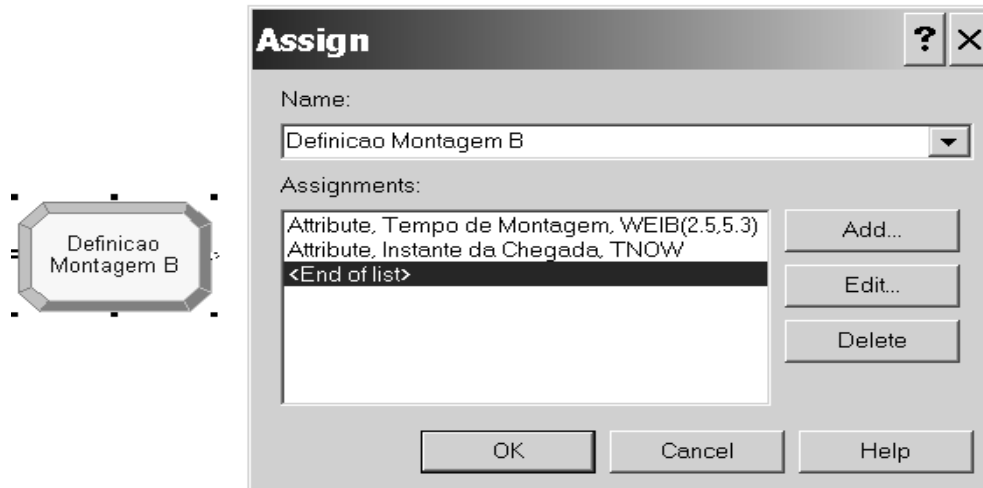 Definicao
Montagem B
Assign
?
Name:
Definicao Montagem B
Assignments:
Attribute, Tempo de Montagem, WEIB(2.5,5.3)
Attribute, Instante da Chegada, TNOW
<End of list>
Add...
Edit...
Delete
OK
Cancel
Help